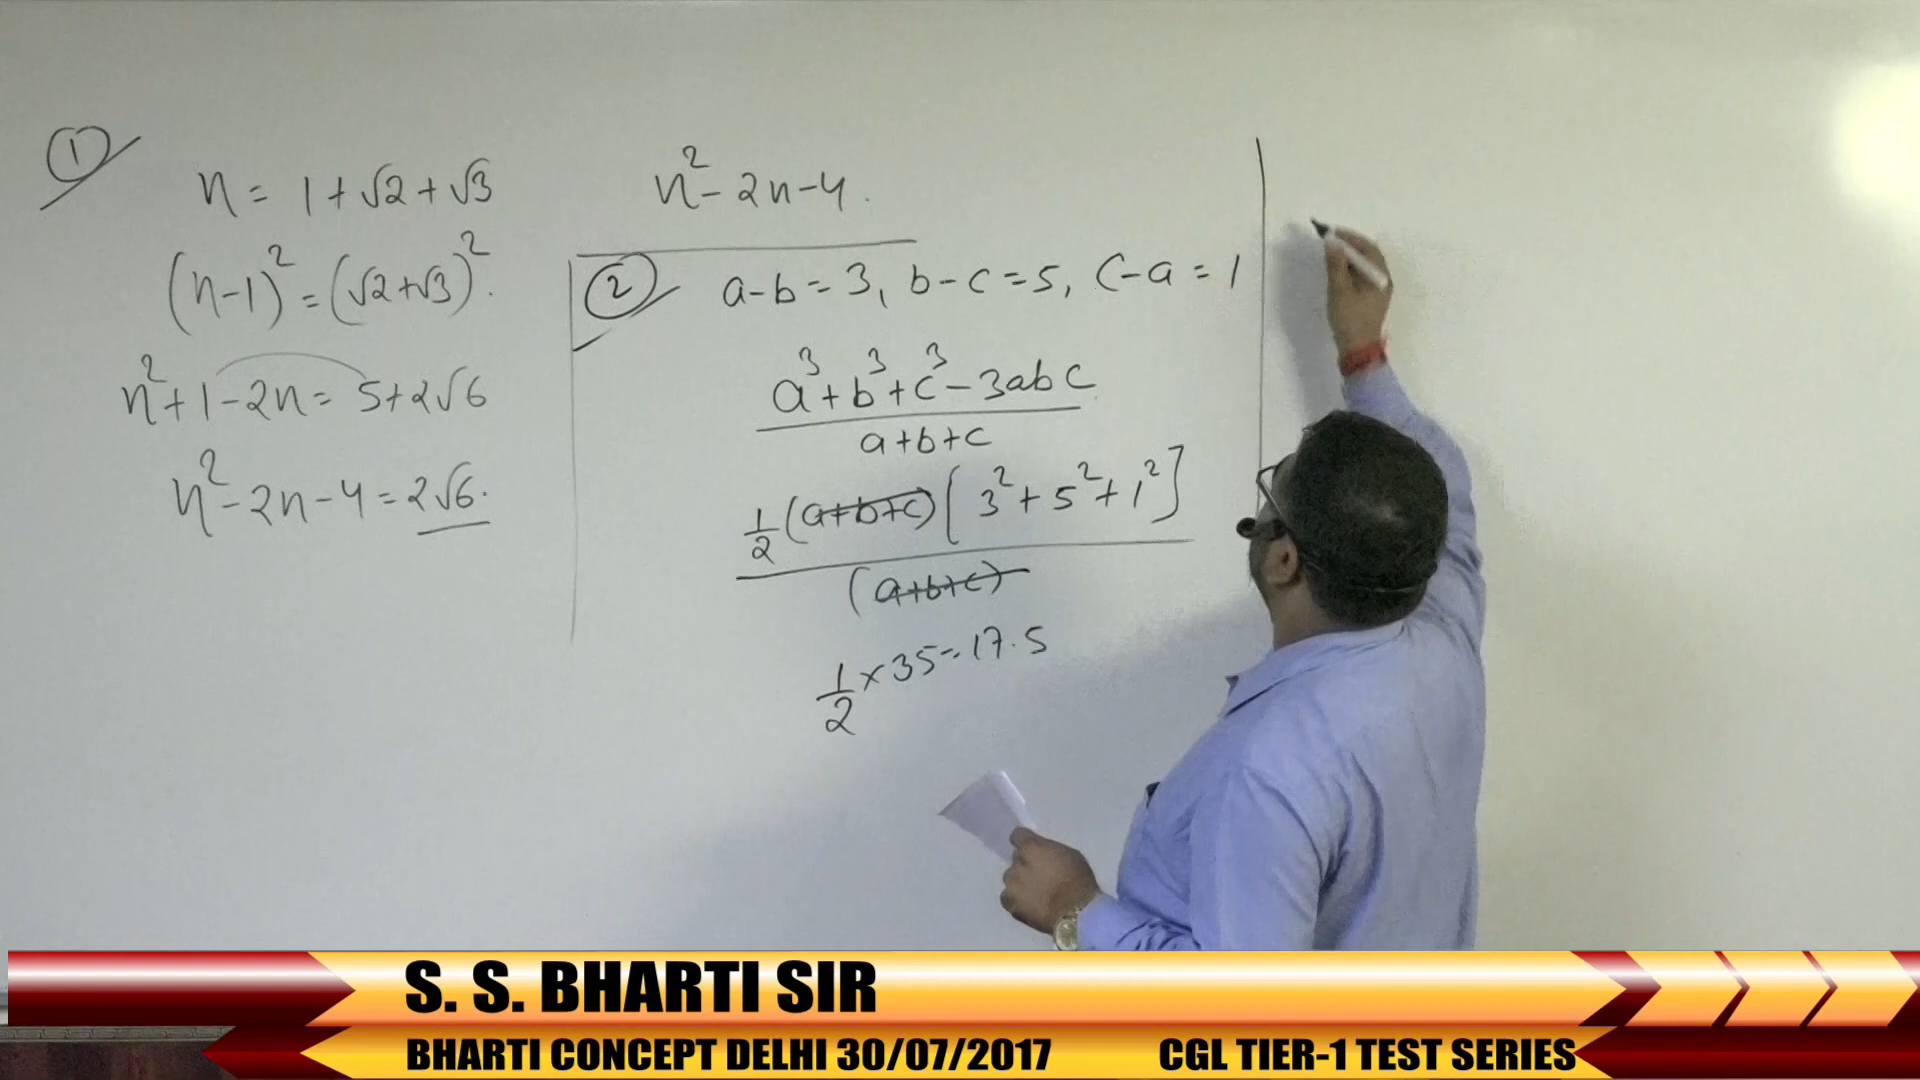 ①
n = 1+√2+√3
(n-1)² = (√2+√3)².
n²+1-2n = 5+2√6
n²-2n-4 = 2√6.
n²-2n-4.
② a-b=3, b-c=5, c-a=1
a³+b³+c³-3abc
a+b+c
1/2 (a+b+c) [3²+5²+1²]
(a+b+c)
1/2 × 35 = 17.5
S. S. BHARTI SIR
BHARTI CONCEPT DELHI 30/07/2017 CGL TIER-1 TEST SERIES